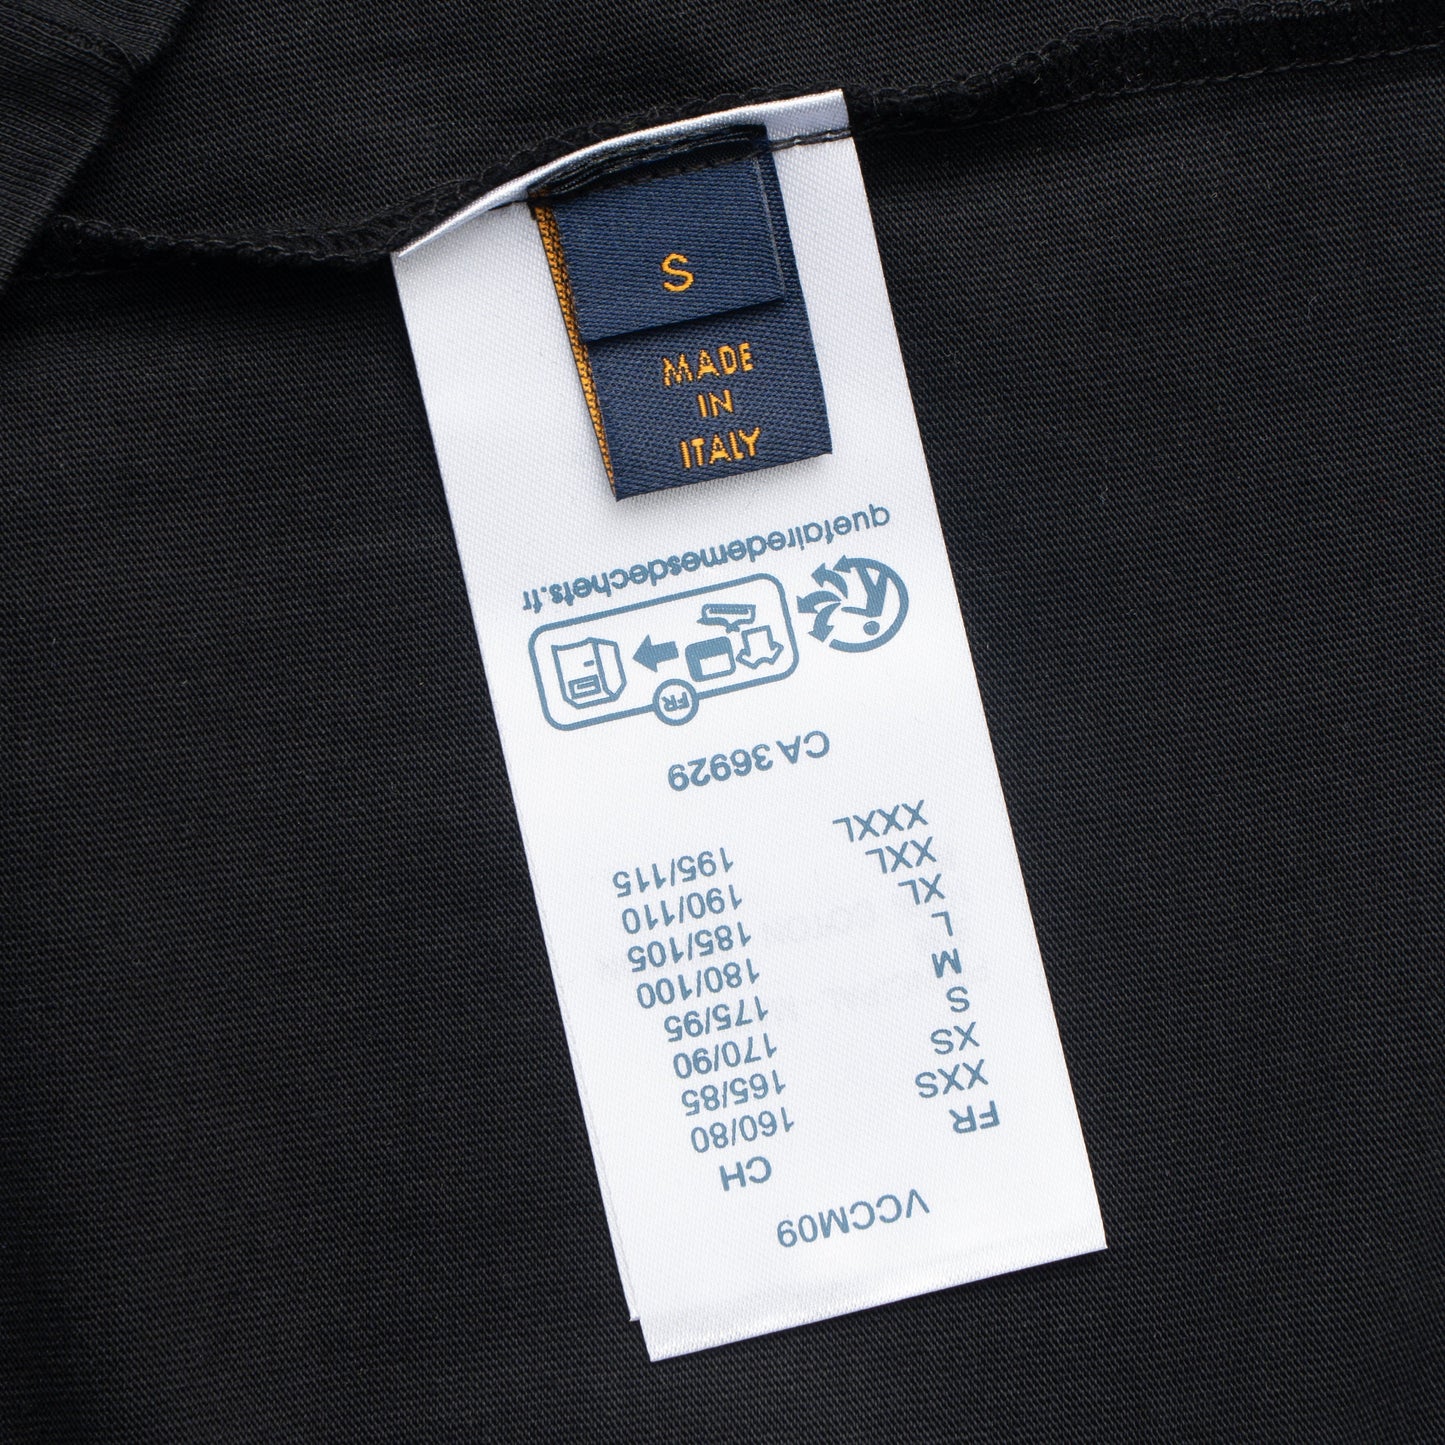 S
MADE
IN
ITALY
VCCM09
FR CH
XXS 160/80
XS 165/85
S 170/90
M 175/95
L 180/100
XL 185/105
XXL 190/110
XXXL 195/115
CA 36929
FR
quefairedemesdechets.fr